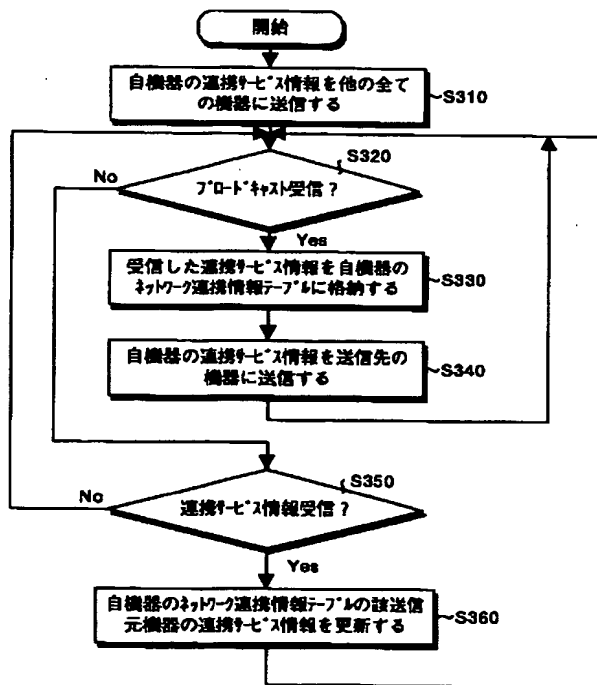 開始
自機器の連携ｻｰﾋﾞｽ情報を他の全て
の機器に送信する
S310
S320
No
ﾌﾞﾛｰﾄﾞｷｬｽﾄ受信？
Yes
受信した連携ｻｰﾋﾞｽ情報を自機器の
ﾈｯﾄﾜｰｸ連携情報ﾃｰﾌﾞﾙに格納する
S330
自機器の連携ｻｰﾋﾞｽ情報を送信先の
機器に送信する
S340
S350
No
連携ｻｰﾋﾞｽ情報受信？
Yes
自機器のﾈｯﾄﾜｰｸ連携情報ﾃｰﾌﾞﾙの該送信
元機器の連携ｻｰﾋﾞｽ情報を更新する
S360